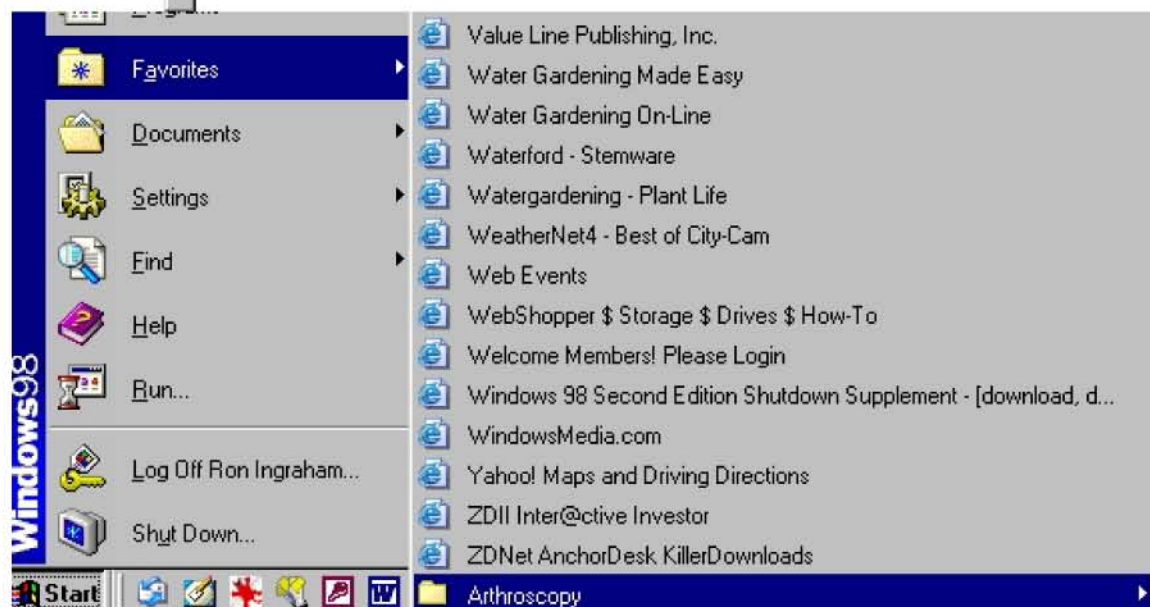 Programs
Favorites
Documents
Settings
Find
Help
Run...
Log Off Ron Ingraham...
Shut Down...
Windows98
Start
Value Line Publishing, Inc.
Water Gardening Made Easy
Water Gardening On-Line
Waterford - Stemware
Watergardening - Plant Life
WeatherNet4 - Best of City-Cam
Web Events
WebShopper $ Storage $ Drives $ How-To
Welcome Members! Please Login
Windows 98 Second Edition Shutdown Supplement - [download, d...
WindowsMedia.com
Yahoo! Maps and Driving Directions
ZDII Inter@ctive Investor
ZDNet AnchorDesk KillerDownloads
Arthroscopy